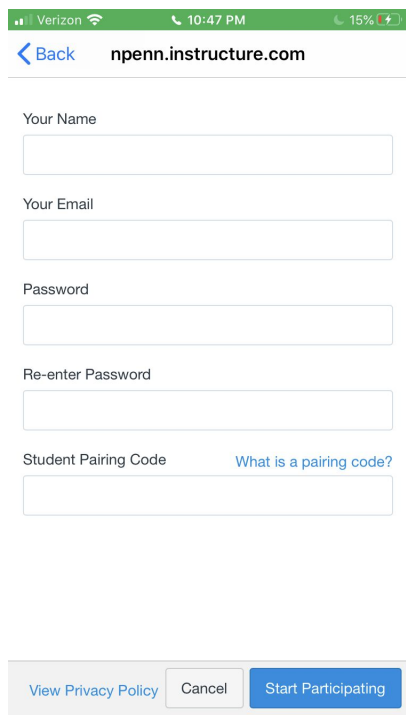 Verizon 10:47 PM 15%
Back npenn.instructure.com
Your Name
Your Email
Password
Re-enter Password
Student Pairing Code What is a pairing code?
View Privacy Policy Cancel Start Participating